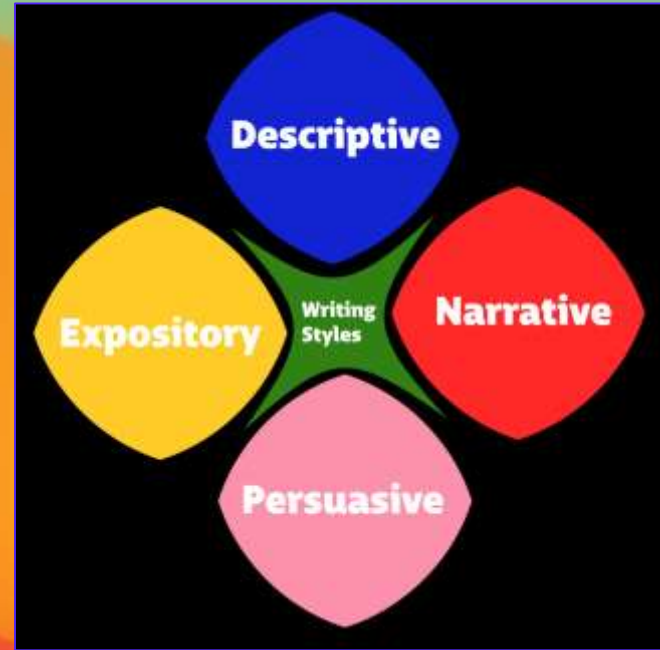 Descriptive
Narrative
Writing
Styles
Expository
Persuasive